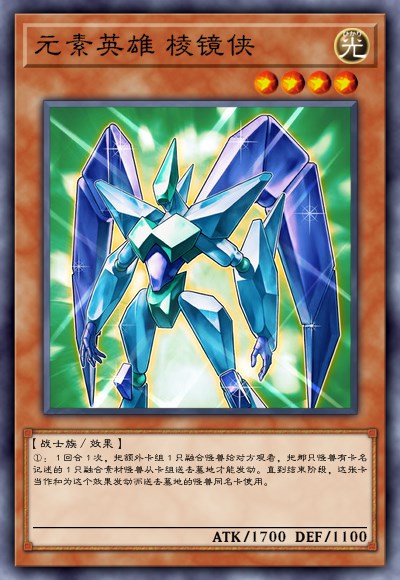 元素英雄 棱镜侠
光
【战士族／效果】
①：1回合1次，把额外卡组1只融合怪兽给对方观看，把那只怪兽有卡名
记述的1只融合素材怪兽从卡组送去墓地才能发动。直到结束阶段，这张卡
当作和为这个效果发动而送去墓地的怪兽同名卡使用。
ATK/1700 DEF/1100